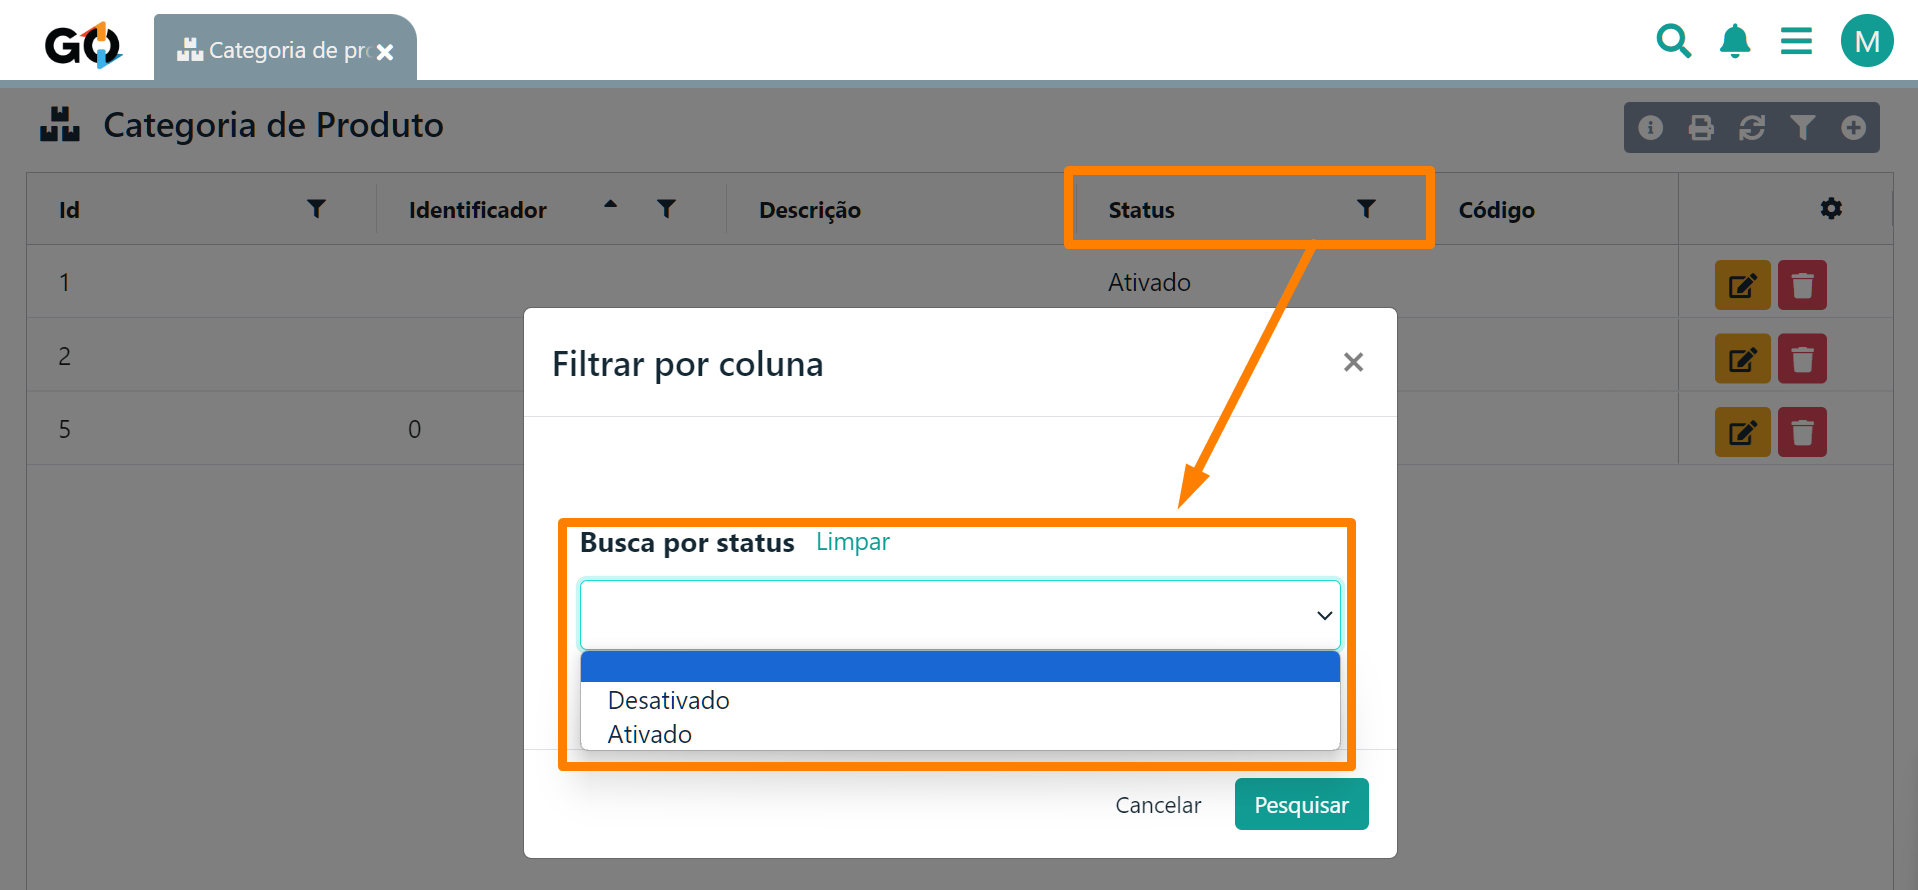 GO
Categoria de pro
M
Categoria de Produto
Id
Identificador
Descrição
Status
Código
1
Ativado
2
5
0
Filtrar por coluna
Busca por status Limpar
Desativado
Ativado
Cancelar
Pesquisar